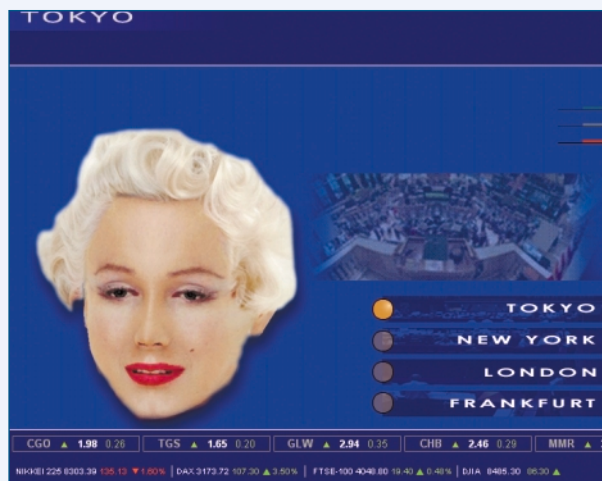 TOKYO
TOKYO
NEW YORK
LONDON
FRANKFURT
CGO ▲ 1.98 0.26 TGS ▲ 1.65 0.20 GLW ▲ 2.94 0.35 CHB ▲ 2.46 0.29 MMR ▲
NIKKEI 225 8303.39 135.13 ▼ 1.60% | DAX 3173.72 107.30 ▲ 3.50% | FTSE-100 4048.80 19.40 ▲ 0.48% | DJIA 8485.30 86.30 ▲